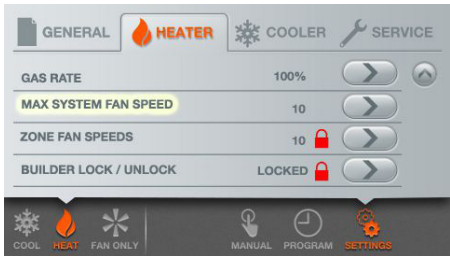 GENERAL HEATER COOLER SERVICE
GAS RATE 100%
MAX SYSTEM FAN SPEED 10
ZONE FAN SPEEDS 10
BUILDER LOCK / UNLOCK LOCKED
COOL HEAT FAN ONLY MANUAL PROGRAM SETTINGS